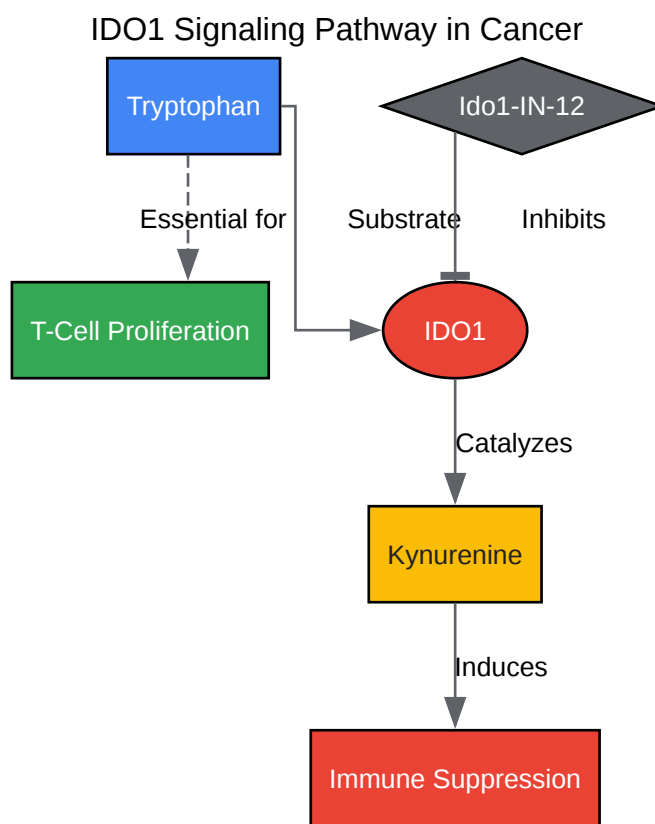 IDO1 Signaling Pathway in Cancer
Tryptophan
Ido1-IN-12
Essential for
Substrate
Inhibits
T-Cell Proliferation
IDO1
Catalyzes
Kynurenine
Induces
Immune Suppression